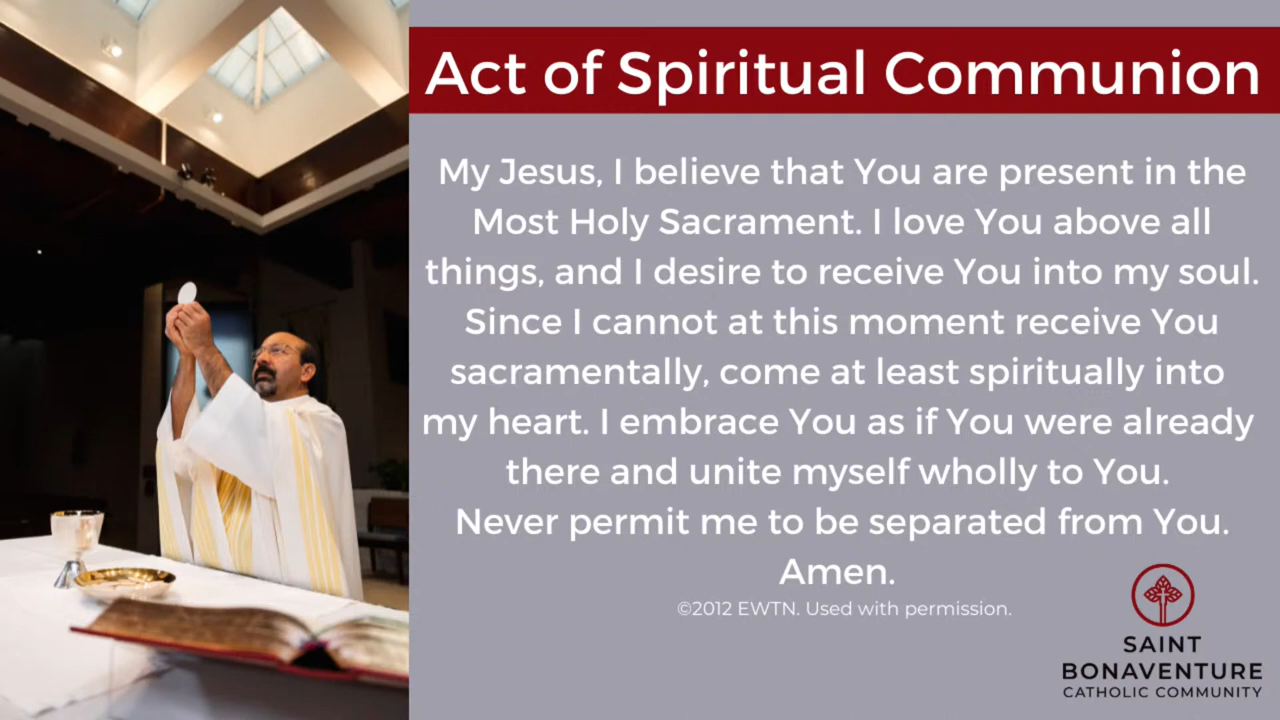 Act of Spiritual Communion
My Jesus, I believe that You are present in the
Most Holy Sacrament. I love You above all
things, and I desire to receive You into my soul.
Since I cannot at this moment receive You
sacramentally, come at least spiritually into
my heart. I embrace You as if You were already
there and unite myself wholly to You.
Never permit me to be separated from You.
Amen.
©2012 EWTN. Used with permission.
SAINT
BONAVENTURE
CATHOLIC COMMUNITY